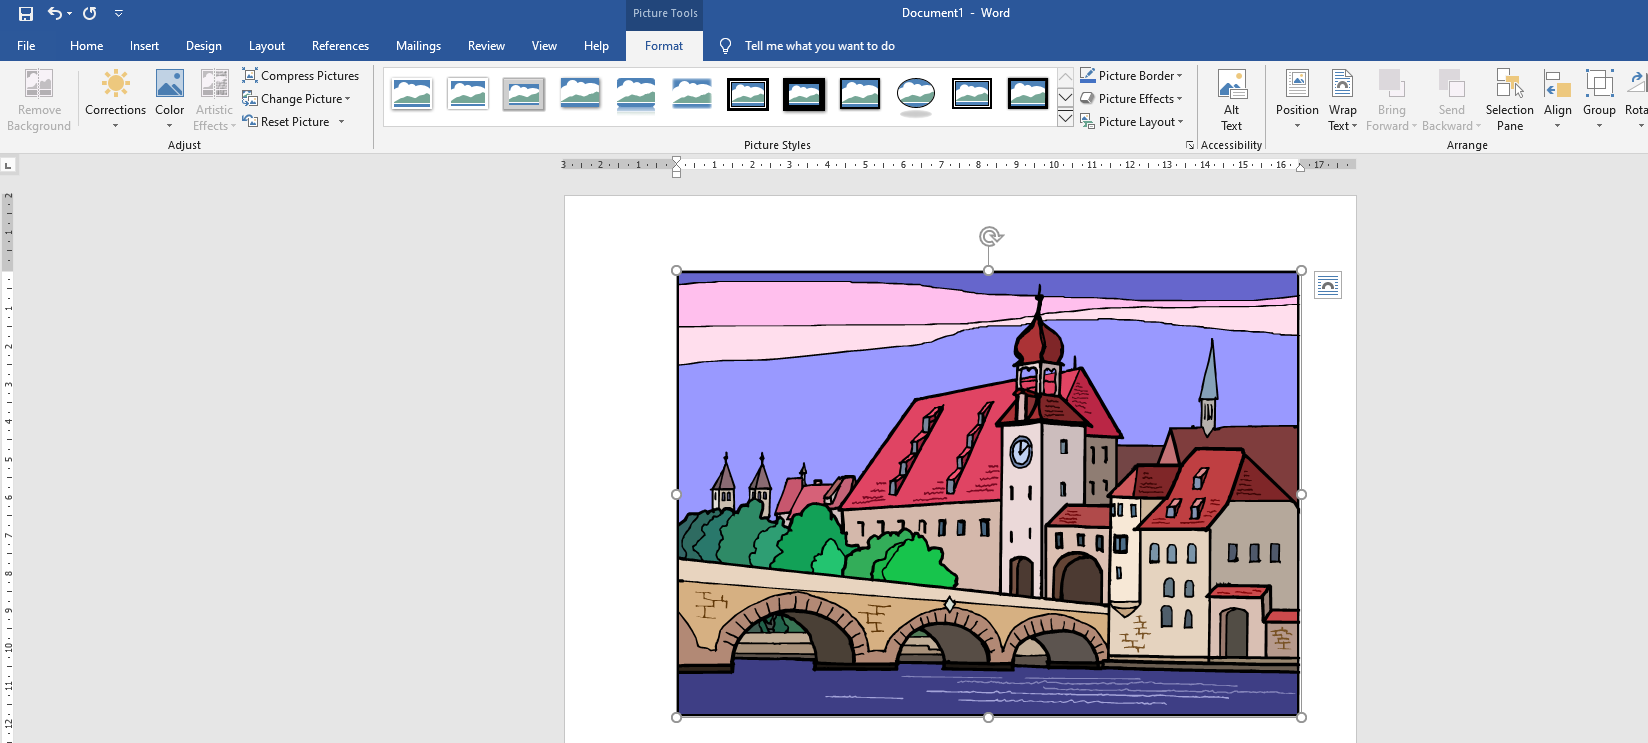 Picture Tools
Document1 - Word
File Home Insert Design Layout References Mailings Review View Help Format Tell me what you want to do
Remove Background
Corrections
Color
Artistic Effects
Compress Pictures
Change Picture
Reset Picture
Adjust
Picture Styles
Picture Border
Picture Effects
Picture Layout
Alt Text
Accessibility
Position
Wrap Text
Bring Forward
Send Backward
Selection Pane
Align
Group
Rota
Arrange
3 2 1 1 2 3 4 5 6 7 8 9 10 11 12 13 14 15 16 17
2
1
1
2
3
4
5
6
7
8
9
10
11
12